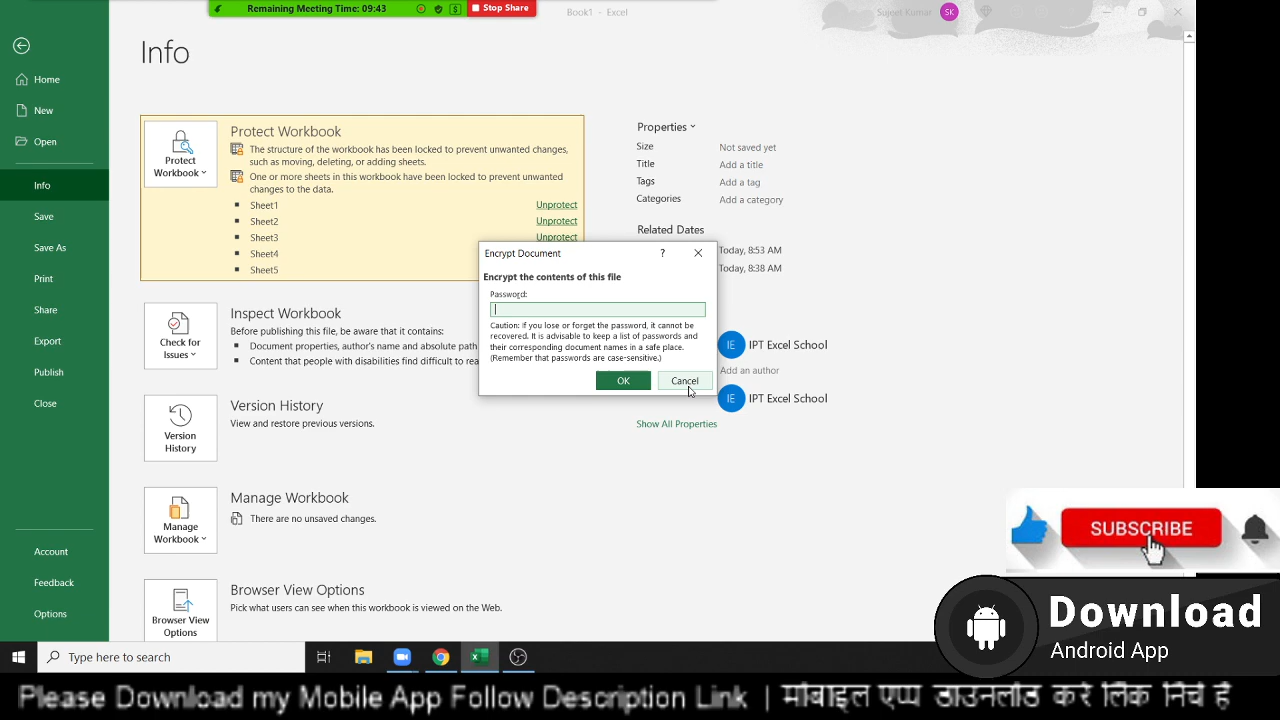 Remaining Meeting Time: 09:43
Stop Share
Book1 - Excel
Sujeet Kumar
SK
Info
Home
New
Open
Info
Save
Save As
Print
Share
Export
Publish
Close
Account
Feedback
Options
Protect Workbook
Protect Workbook
The structure of the workbook has been locked to prevent unwanted changes,
such as moving, deleting, or adding sheets.
One or more sheets in this workbook have been locked to prevent unwanted
changes to the data.
Sheet1 Unprotect
Sheet2 Unprotect
Sheet3 Unprotect
Sheet4
Sheet5
Check for Issues
Inspect Workbook
Before publishing this file, be aware that it contains:
Document properties, author's name and absolute path
Content that people with disabilities find difficult to rea
Version History
Version History
View and restore previous versions.
Manage Workbook
Manage Workbook
There are no unsaved changes.
Browser View Options
Browser View Options
Pick what users can see when this workbook is viewed on the Web.
Properties
Size Not saved yet
Title Add a title
Tags Add a tag
Categories Add a category
Related Dates
Today, 8:53 AM
Today, 8:38 AM
IE IPT Excel School
Add an author
IE IPT Excel School
Show All Properties
Encrypt Document ?
Encrypt the contents of this file
Password:
Caution: If you lose or forget the password, it cannot be
recovered. It is advisable to keep a list of passwords and
their corresponding document names in a safe place.
(Remember that passwords are case-sensitive.)
OK Cancel
SUBSCRIBE
Download
Android App
Type here to search
Please Download my Mobile App Follow Description Link | मोबाइल एप्प डाउनलोड करे लिंक निचे है